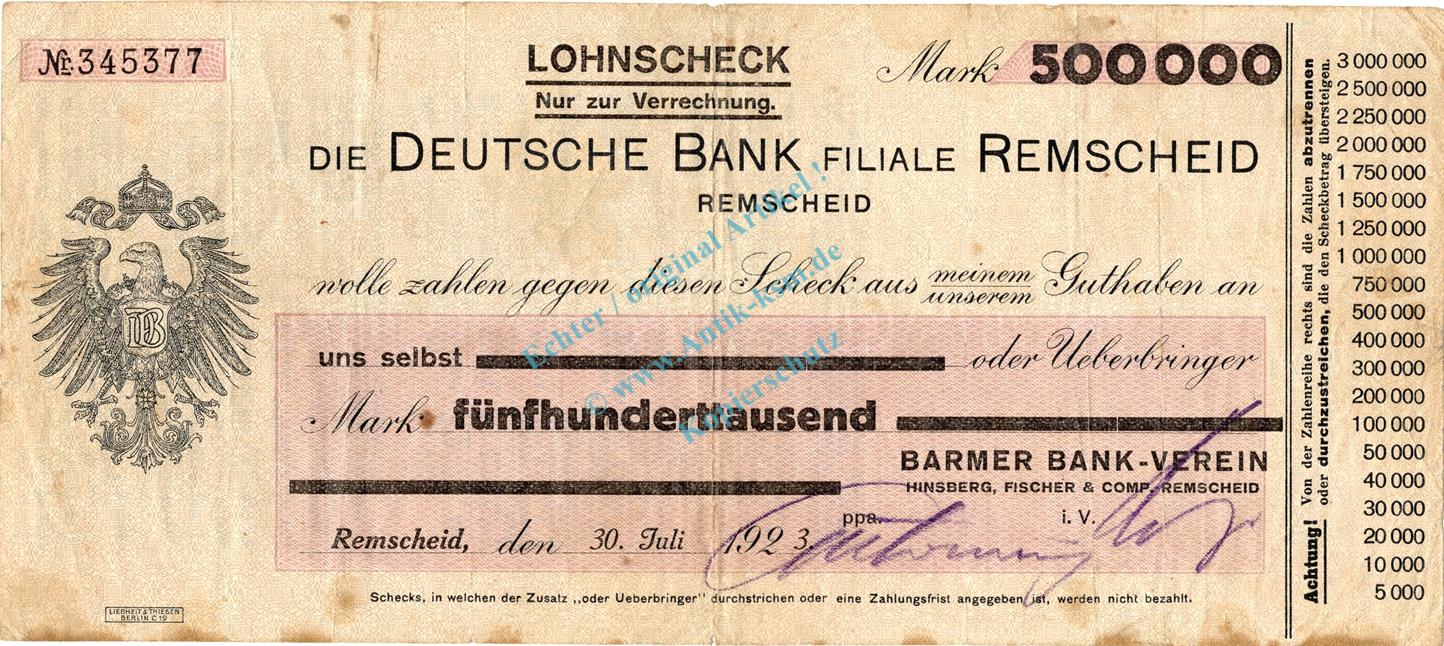 № 345377
LOHNSCHECK
Nur zur Verrechnung.
Mark 500 000
DIE DEUTSCHE BANK FILIALE REMSCHEID
REMSCHEID
wolle zahlen gegen diesen Scheck aus meinem unserem Guthaben an
uns selbst oder Ueberbringer
Mark fünfhunderttausend
BARMER BANK-VEREIN
HINSBERG, FISCHER & COMP. REMSCHEID
ppa. i. V.
Remscheid, den 30. Juli 1923.
Schecks, in welchen der Zusatz „oder Ueberbringer" durchstrichen oder eine Zahlungsfrist angegeben ist, werden nicht bezahlt.
DB
LIEBHEIT & THIESEN
BERLIN C 19
Achtung! Von der Zahlenreihe rechts sind die Zahlen abzutrennen
oder durchzustreichen, die den Scheckbetrag übersteigen.
3 000 000
2 500 000
2 250 000
2 000 000
1 750 000
1 500 000
1 250 000
1 000 000
750 000
500 000
400 000
300 000
200 000
100 000
50 000
40 000
30 000
20 000
10 000
5 000
Echter / original Artikel !
© www.Antik-ksm.de
Kopierschutz